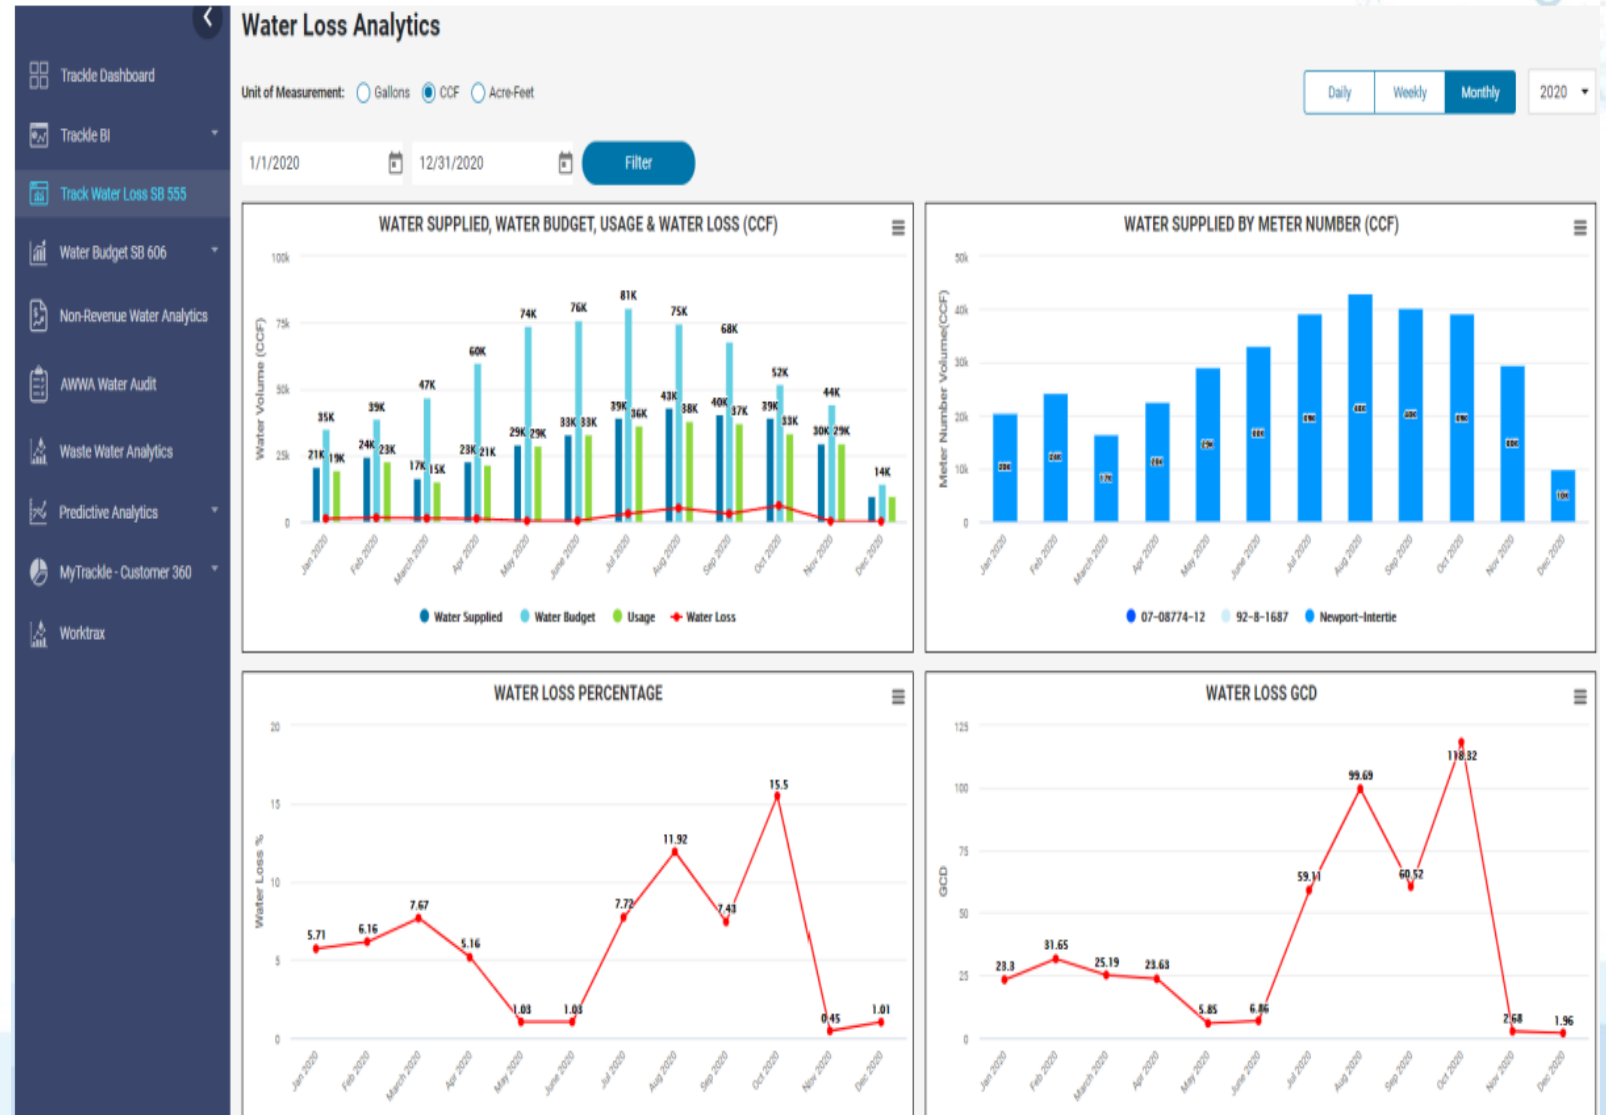 Water Loss Analytics
Trackle Dashboard
Trackle BI
Track Water Loss SB 555
Water Budget SB 606
Non-Revenue Water Analytics
AWWA Water Audit
Waste Water Analytics
Predictive Analytics
MyTrackle - Customer 360
Worktrax
Unit of Measurement: Gallons CCF Acre-Feet
Daily Weekly Monthly 2020
1/1/2020 12/31/2020 Filter
WATER SUPPLIED, WATER BUDGET, USAGE & WATER LOSS (CCF)
Water Volume (CCF)
100k
75k
50k
25k
0
21K 35K 19K
24K 39K 23K
17K 47K 15K
23K 60K 21K
29K 74K 29K
33K 76K 33K
39K 81K 36K
43K 75K 38K
40K 68K 37K
39K 52K 33K
30K 44K 29K
14K
Jan 2020 Feb 2020 March 2020 Apr 2020 May 2020 June 2020 Jul 2020 Aug 2020 Sep 2020 Oct 2020 Nov 2020 Dec 2020
Water Supplied Water Budget Usage Water Loss
WATER SUPPLIED BY METER NUMBER (CCF)
Meter Number Volume(CCF)
50k
40k
30k
20k
10k
0
17K 29K 40K 10K
Jan 2020 Feb 2020 March 2020 Apr 2020 May 2020 June 2020 Jul 2020 Aug 2020 Sep 2020 Oct 2020 Nov 2020 Dec 2020
07-08774-12 92-8-1687 Newport-Intertie
WATER LOSS PERCENTAGE
Water Loss %
20
15
10
5
0
5.71 6.16 7.67 5.16 1.03 1.03 7.72 11.92 7.43 15.5 0.45 1.01
Jan 2020 Feb 2020 March 2020 Apr 2020 May 2020 June 2020 Jul 2020 Aug 2020 Sep 2020 Oct 2020 Nov 2020 Dec 2020
WATER LOSS GCD
GCD
125
100
75
50
25
0
23.3 31.65 25.19 23.63 5.85 6.86 59.11 99.69 60.52 118.32 2.68 1.96
Jan 2020 Feb 2020 March 2020 Apr 2020 May 2020 June 2020 Jul 2020 Aug 2020 Sep 2020 Oct 2020 Nov 2020 Dec 2020